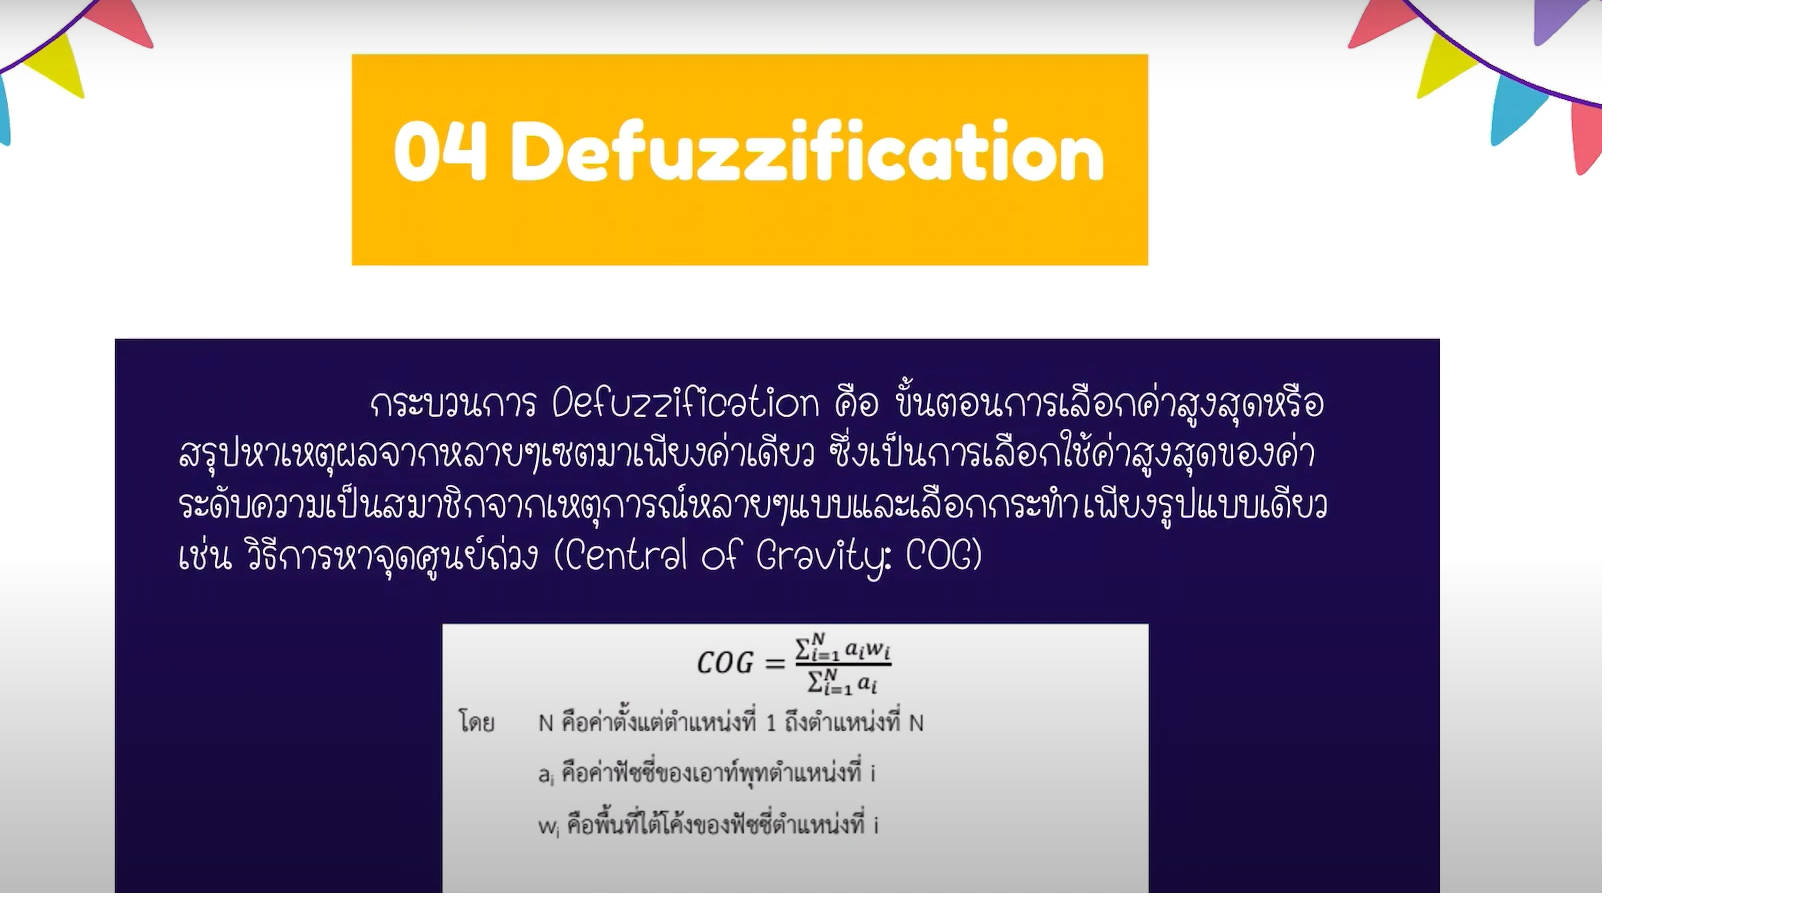 04 Defuzzification
กระบวนการ Defuzzification คือ ขั้นตอนการเลือกค่าสูงสุดหรือ
สรุปหาเหตุผลจากหลายๆเซตมาเพียงค่าเดียว ซึ่งเป็นการเลือกใช้ค่าสูงสุดของค่า
ระดับความเป็นสมาชิกจากเหตุการณ์หลายๆแบบและเลือกกระทำเพียงรูปแบบเดียว
เช่น วิธีการหาจุดศูนย์ถ่วง (Central of Gravity: COG)
COG = \frac{\sum_{i=1}^{N} a_i w_i}{\sum_{i=1}^{N} a_i}
โดย N คือค่าตั้งแต่ตำแหน่งที่ 1 ถึงตำแหน่งที่ N
a_i คือค่าฟัซซี่ของเอาท์พุทตำแหน่งที่ i
w_i คือพื้นที่ใต้โค้งของฟัซซี่ตำแหน่งที่ i